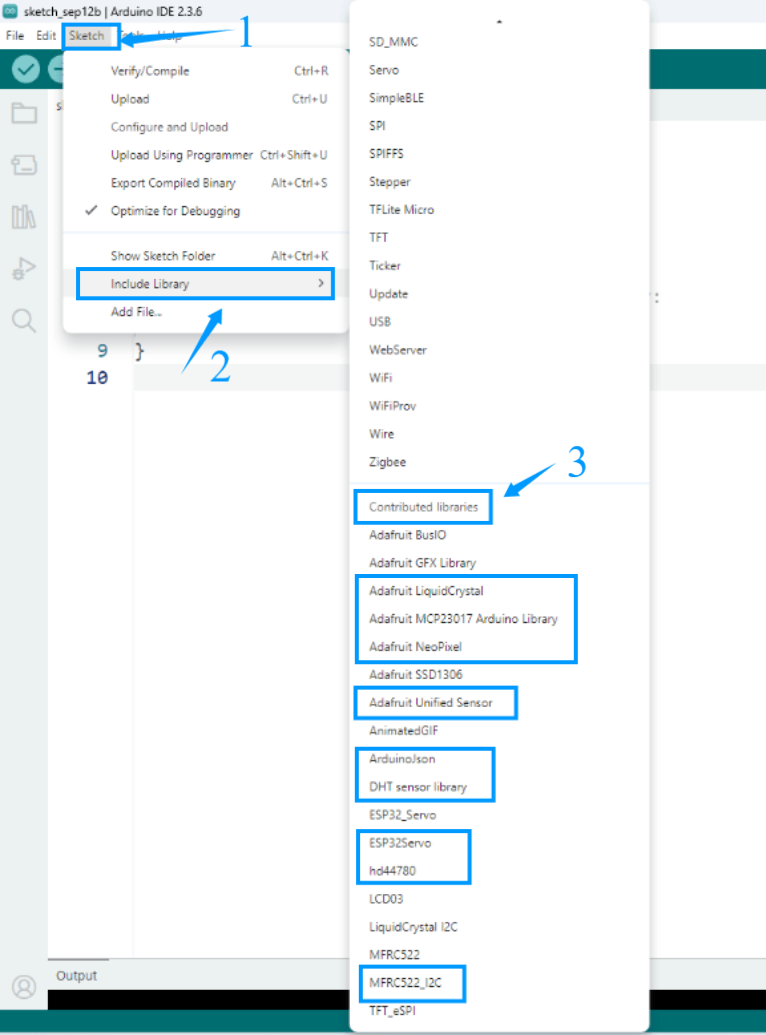 sketch_sep12b | Arduino IDE 2.3.6
File Edit Sketch Tools Help
1
Verify/Compile Ctrl+R
Upload Ctrl+U
Configure and Upload
Upload Using Programmer Ctrl+Shift+U
Export Compiled Binary Alt+Ctrl+S
Optimize for Debugging
Show Sketch Folder Alt+Ctrl+K
Include Library
Add File...
2
9 }
10
SD_MMC
Servo
SimpleBLE
SPI
SPIFFS
Stepper
TFLite Micro
TFT
Ticker
Update
USB
WebServer
WiFi
WiFiProv
Wire
Zigbee
3
Contributed libraries
Adafruit BusIO
Adafruit GFX Library
Adafruit LiquidCrystal
Adafruit MCP23017 Arduino Library
Adafruit NeoPixel
Adafruit SSD1306
Adafruit Unified Sensor
AnimatedGIF
ArduinoJson
DHT sensor library
ESP32_Servo
ESP32Servo
hd44780
LCD03
LiquidCrystal I2C
MFRC522
MFRC522_I2C
TFT_eSPI
Output